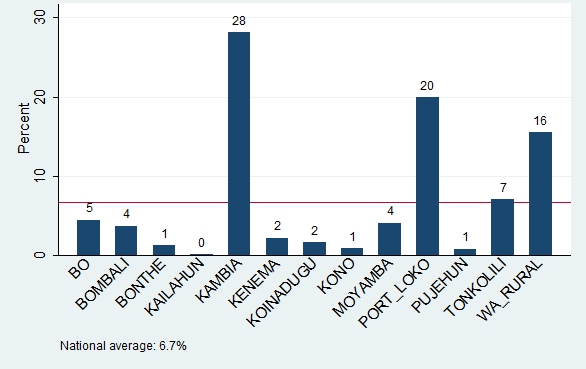 Percent
30
20
10
0
5
4
1
0
28
2
2
1
4
20
1
7
16
BO
BOMBALI
BONTHE
KAILAHUN
KAMBIA
KENEMA
KOINADUGU
KONO
MOYAMBA
PORT_LOKO
PUJEHUN
TONKOLILI
WA_RURAL
National average: 6.7%